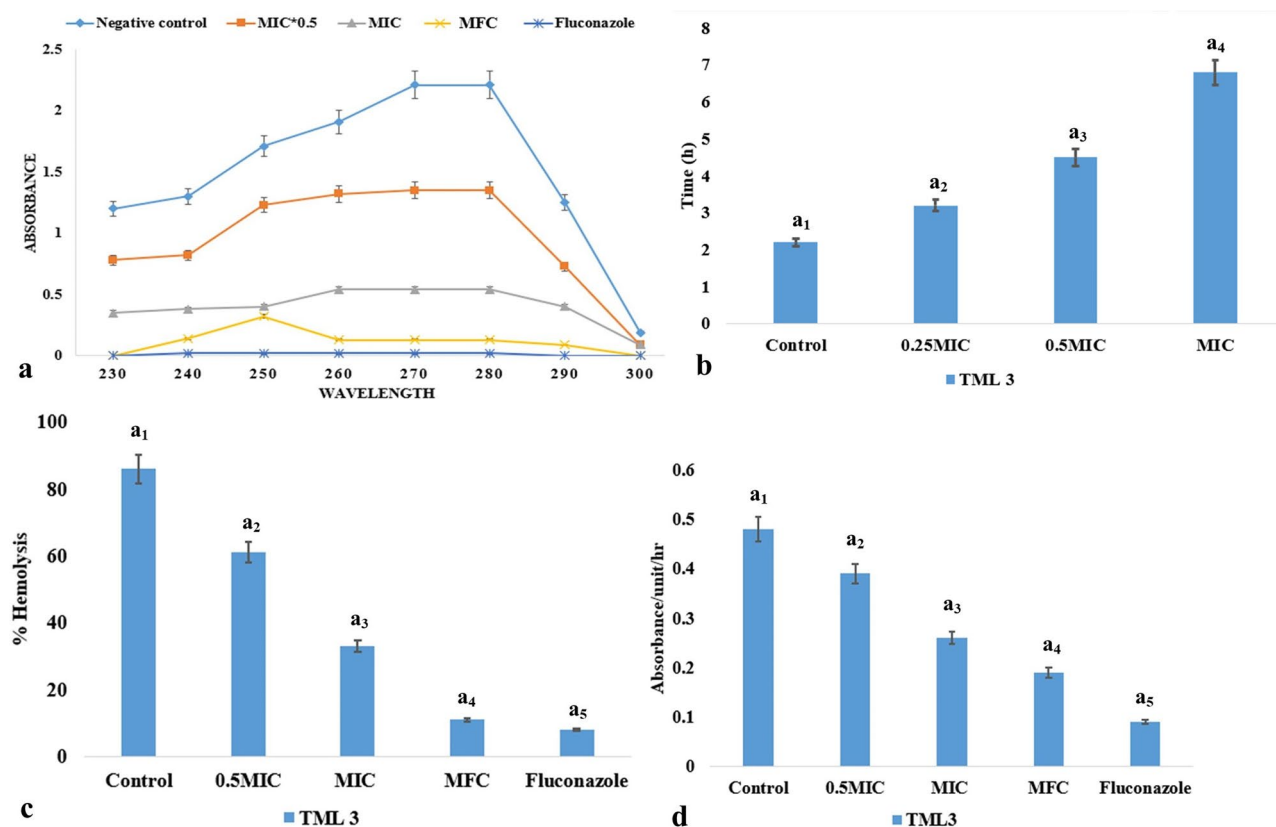 Negative control MIC*0.5 MIC MFC Fluconazole
2.5
2
1.5
1
0.5
0
ABSORBANCE
230 240 250 260 270 280 290 300
WAVELENGTH
a
8
7
6
5
4
3
2
1
0
Time (h)
a1
a2
a3
a4
Control 0.25MIC 0.5MIC MIC
TML 3
b
100
80
60
40
20
0
% Hemolysis
a1
a2
a3
a4
a5
Control 0.5MIC MIC MFC Fluconazole
TML 3
c
0.6
0.5
0.4
0.3
0.2
0.1
0
Absorbance/unit/hr
a1
a2
a3
a4
a5
Control 0.5MIC MIC MFC Fluconazole
TML3
d